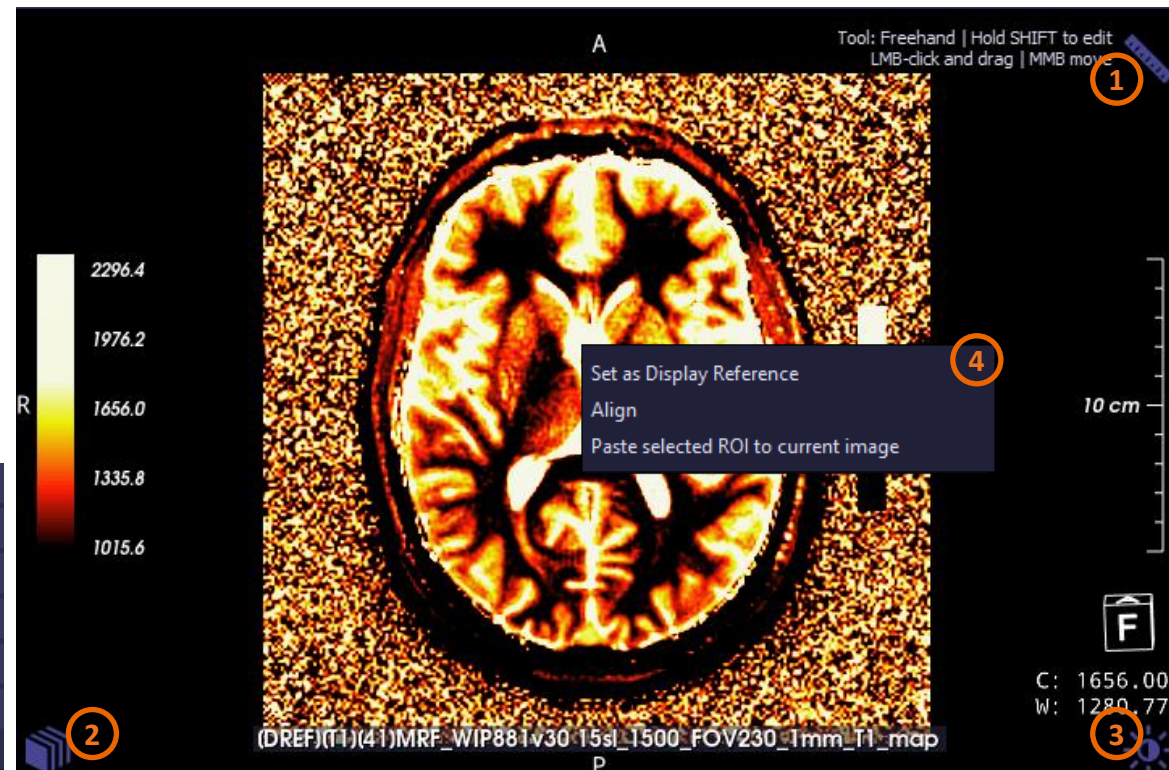 Tool: Freehand | Hold SHIFT to edit
LMB-click and drag | MMB move
1
A
2296.4
1976.2
1656.0
1335.8
1015.6
R
4
Set as Display Reference
Align
Paste selected ROI to current image
10 cm
F
C: 1656.00
W: 1280.77
2
3
(DREF)(T1)(41)MRF_WIP881v30_15sl_1500_FOV230_1mm_T1_map
P